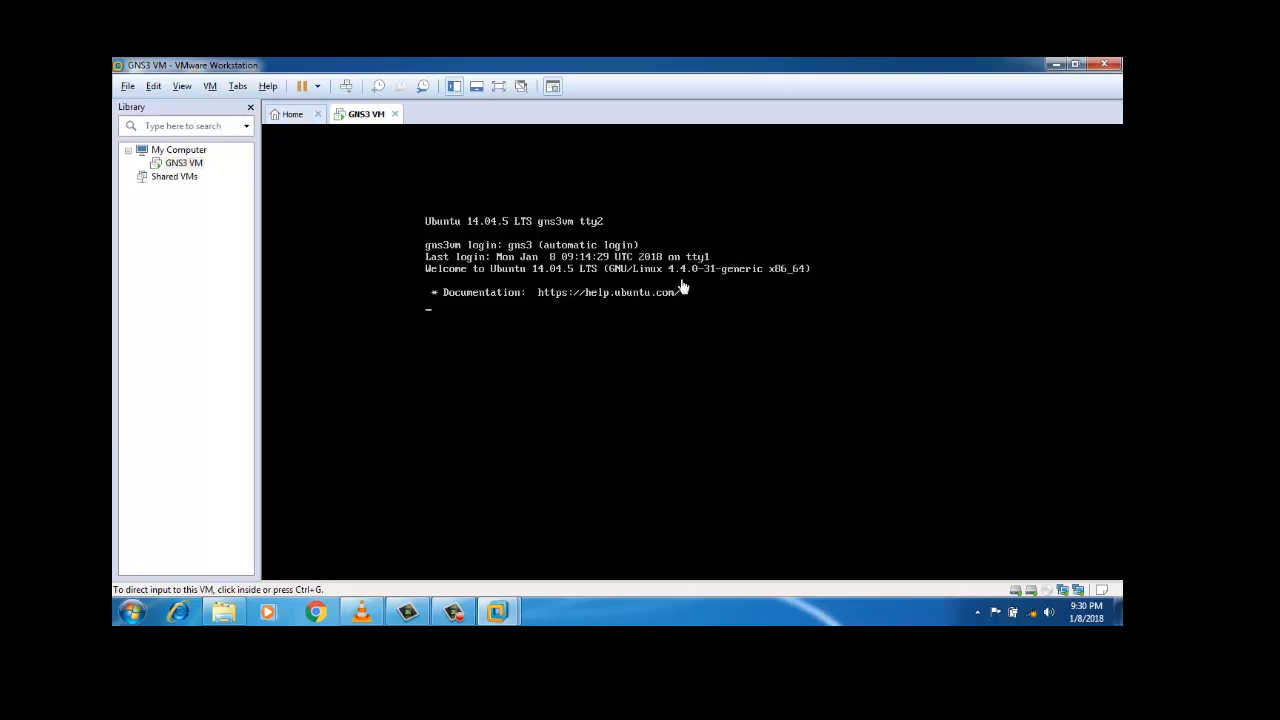 GNS3 VM - VMware Workstation
File Edit View VM Tabs Help
Library
Type here to search
My Computer
GNS3 VM
Shared VMs
Home
GNS3 VM
Ubuntu 14.04.5 LTS gns3vm tty2
gns3vm login: gns3 (automatic login)
Last login: Mon Jan  8 09:14:29 UTC 2018 on tty1
Welcome to Ubuntu 14.04.5 LTS (GNU/Linux 4.4.0-31-generic x86_64)
* Documentation:  https://help.ubuntu.com/
To direct input to this VM, click inside or press Ctrl+G.
9:30 PM
1/8/2018